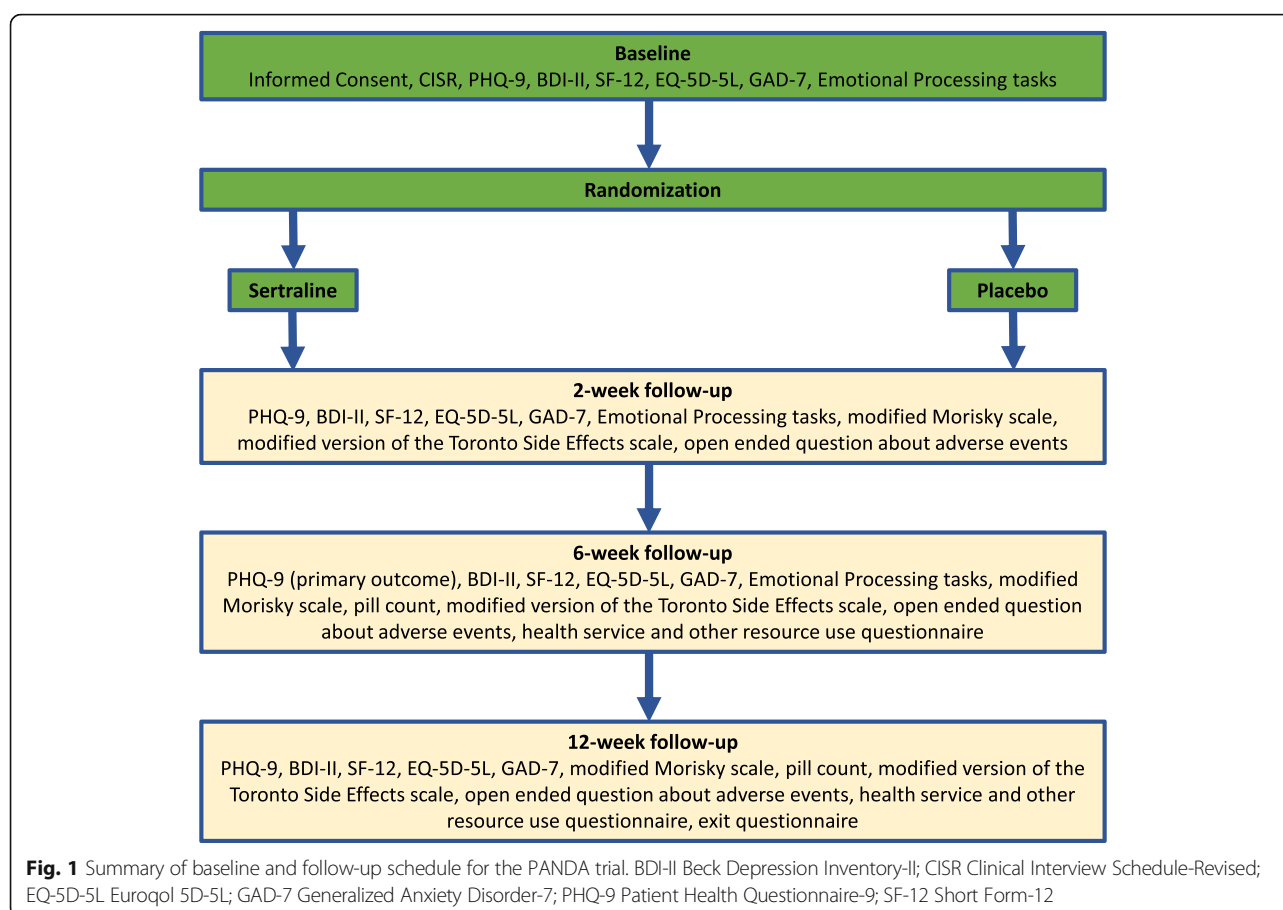 Baseline
Informed Consent, CISR, PHQ-9, BDI-II, SF-12, EQ-5D-5L, GAD-7, Emotional Processing tasks
Randomization
Sertraline
Placebo
2-week follow-up
PHQ-9, BDI-II, SF-12, EQ-5D-5L, GAD-7, Emotional Processing tasks, modified Morisky scale,
modified version of the Toronto Side Effects scale, open ended question about adverse events
6-week follow-up
PHQ-9 (primary outcome), BDI-II, SF-12, EQ-5D-5L, GAD-7, Emotional Processing tasks, modified
Morisky scale, pill count, modified version of the Toronto Side Effects scale, open ended question
about adverse events, health service and other resource use questionnaire
12-week follow-up
PHQ-9, BDI-II, SF-12, EQ-5D-5L, GAD-7, modified Morisky scale, pill count, modified version of the
Toronto Side Effects scale, open ended question about adverse events, health service and other
resource use questionnaire, exit questionnaire
Fig. 1 Summary of baseline and follow-up schedule for the PANDA trial. BDI-II Beck Depression Inventory-II; CISR Clinical Interview Schedule-Revised;
EQ-5D-5L Euroqol 5D-5L; GAD-7 Generalized Anxiety Disorder-7; PHQ-9 Patient Health Questionnaire-9; SF-12 Short Form-12